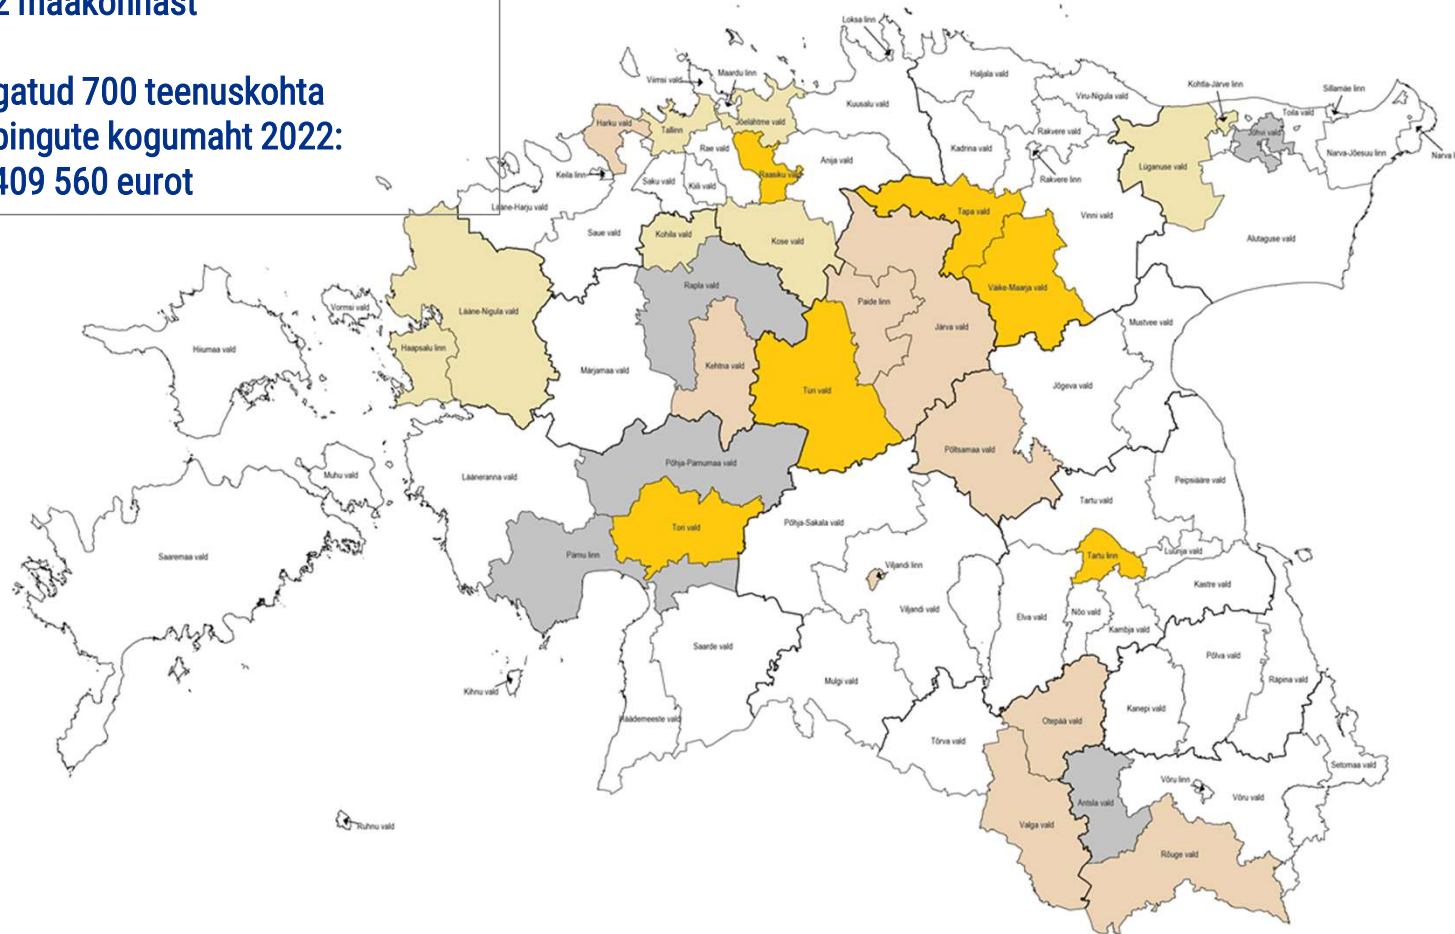 2 maakonnast
gatud 700 teenuskohta
pingute kogumaht 2022:
409 560 eurot
Loksa linn
Viimsi vald
Maardu linn
Haljala vald
Kohtla-Järve linn
Sillamäe linn
Kuusalu vald
Viru-Nigula vald
Toila vald
Harku vald
Tallinn
Jõelähtme vald
Rakvere vald
Jõhvi vald
Rae vald
Anija vald
Kadrina vald
Narva-Jõesuu linn
Narva
Keila linn
Saku vald
Kiili vald
Raasiku vald
Rakvere linn
Lüganuse vald
Lääne-Harju vald
Tapa vald
Vinni vald
Saue vald
Kohila vald
Kose vald
Alutaguse vald
Rapla vald
Väike-Maarja vald
Vormsi vald
Lääne-Nigula vald
Paide linn
Järva vald
Mustvee vald
Hiiumaa vald
Haapsalu linn
Märjamaa vald
Kehtna vald
Türi vald
Jõgeva vald
Põltsamaa vald
Muhu vald
Lääneranna vald
Põhja-Pärnumaa vald
Peipsiääre vald
Tartu vald
Põhja-Sakala vald
Tori vald
Saaremaa vald
Pärnu linn
Tartu linn
Luunja vald
Viljandi linn
Kastre vald
Viljandi vald
Elva vald
Nõo vald
Kambja vald
Saarde vald
Põlva vald
Kihnu vald
Mulgi vald
Räpina vald
Häädemeeste vald
Otepää vald
Kanepi vald
Tõrva vald
Setomaa vald
Võru linn
Antsla vald
Võru vald
Ruhnu vald
Valga vald
Rõuge vald